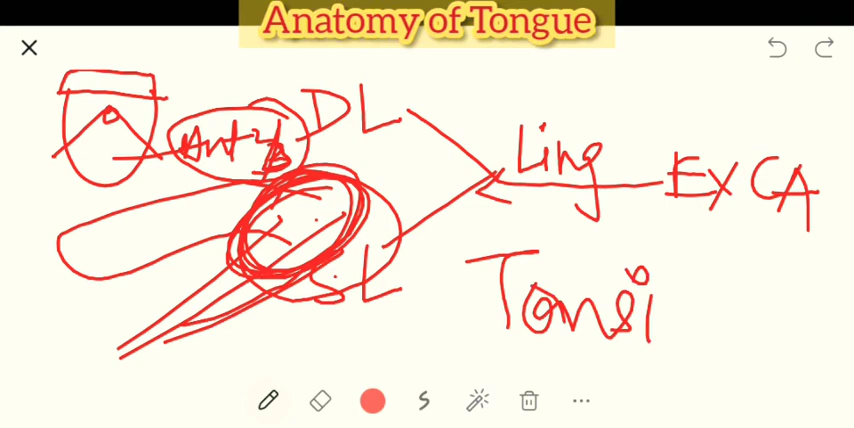 Anatomy of Tongue
DL
Ling
EX CA
SL
Tonsi